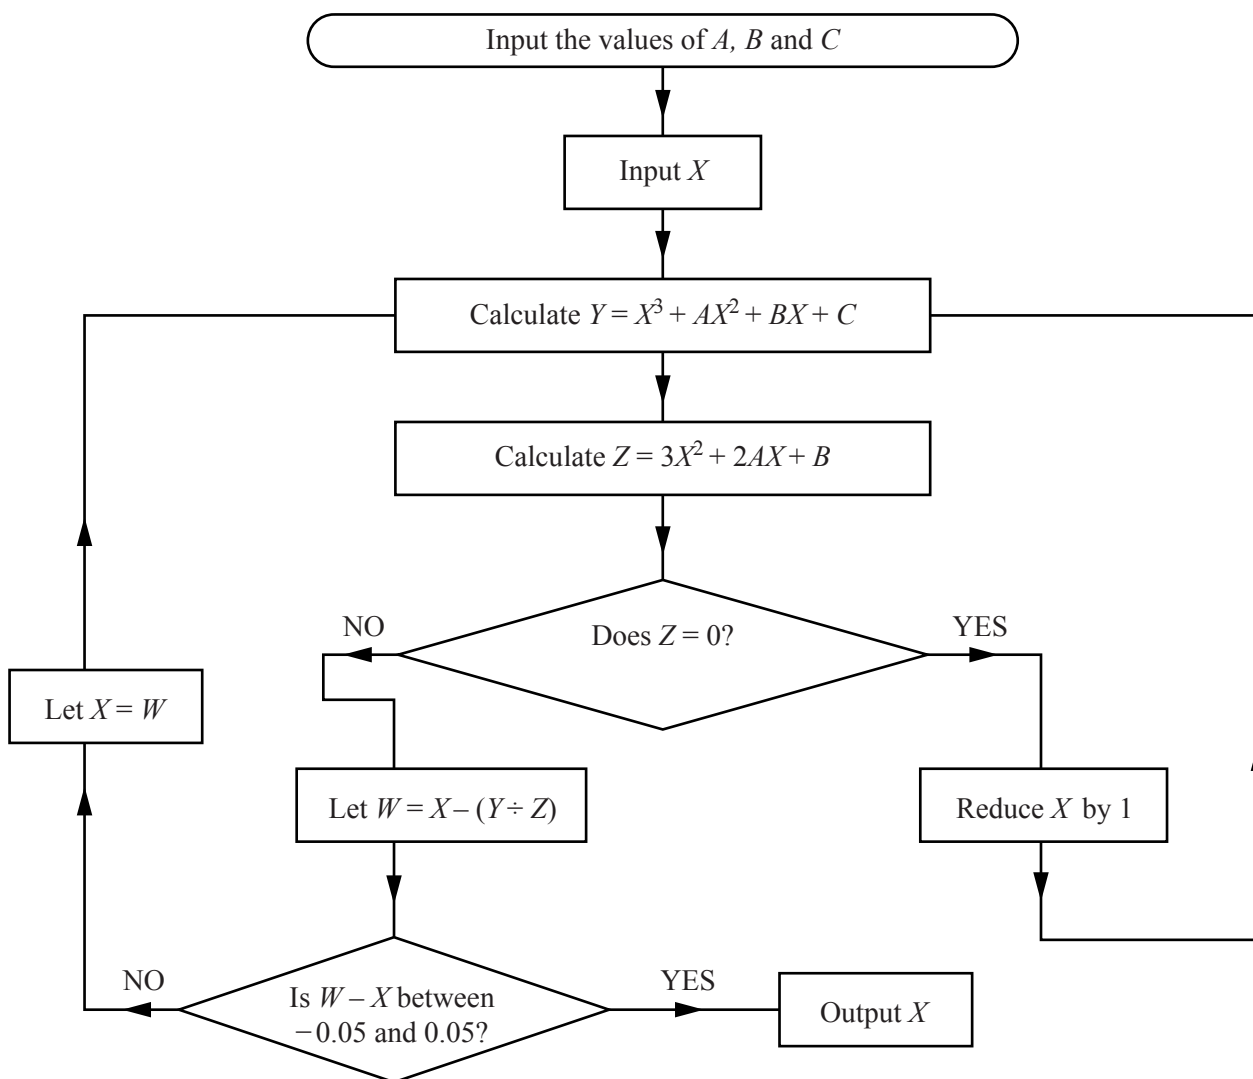 Input the values of A, B and C
Input X
Calculate Y = X³ + AX² + BX + C
Calculate Z = 3X² + 2AX + B
Does Z = 0?
NO
YES
Let X = W
Let W = X – (Y ÷ Z)
Reduce X by 1
Is W – X between
–0.05 and 0.05?
NO
YES
Output X